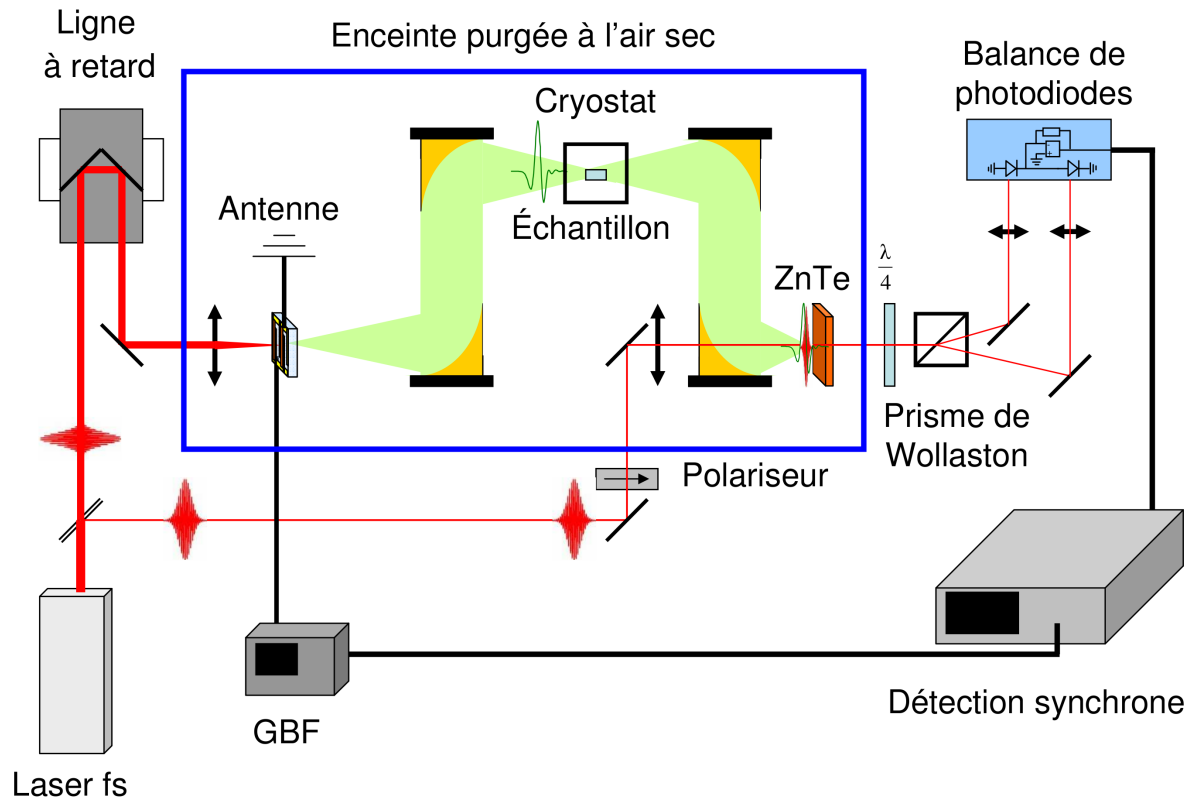 Ligne
à retard
Enceinte purgée à l'air sec
Balance de
photodiodes
Cryostat
Antenne
Échantillon
ZnTe
λ
4
Prisme de
Wollaston
Polariseur
GBF
Détection synchrone
Laser fs